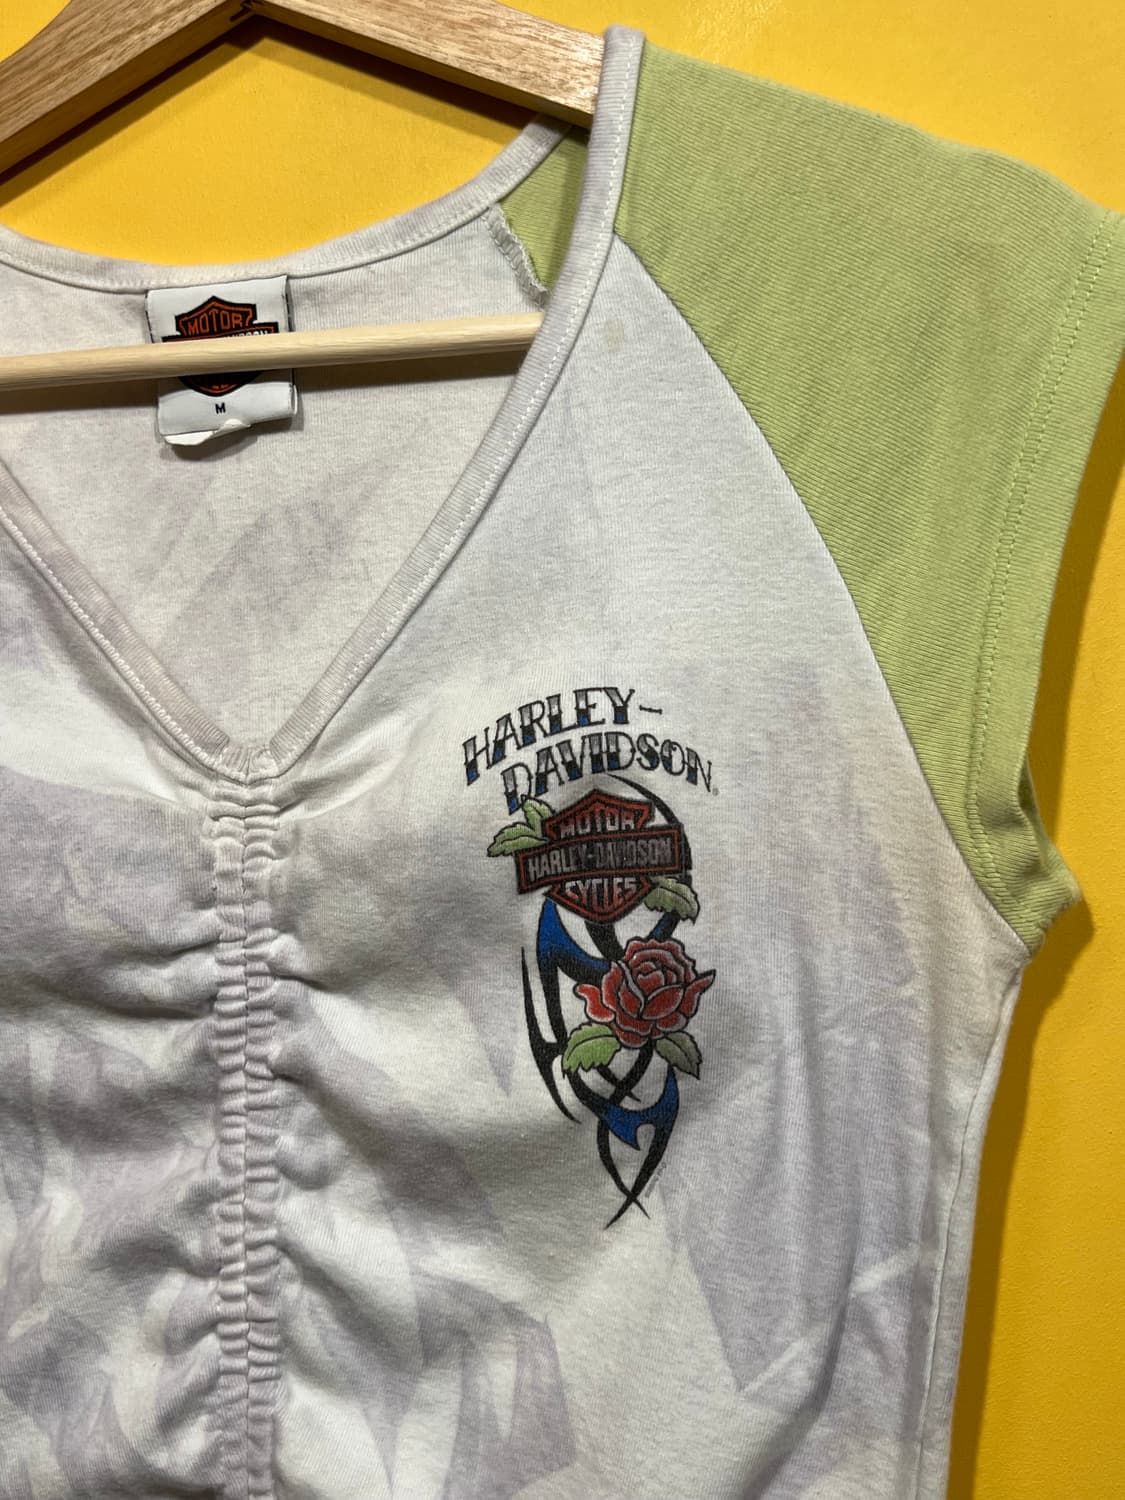 MOTOR
M
HARLEY-
DAVIDSON®
MOTOR
HARLEY-DAVIDSON
CYCLES